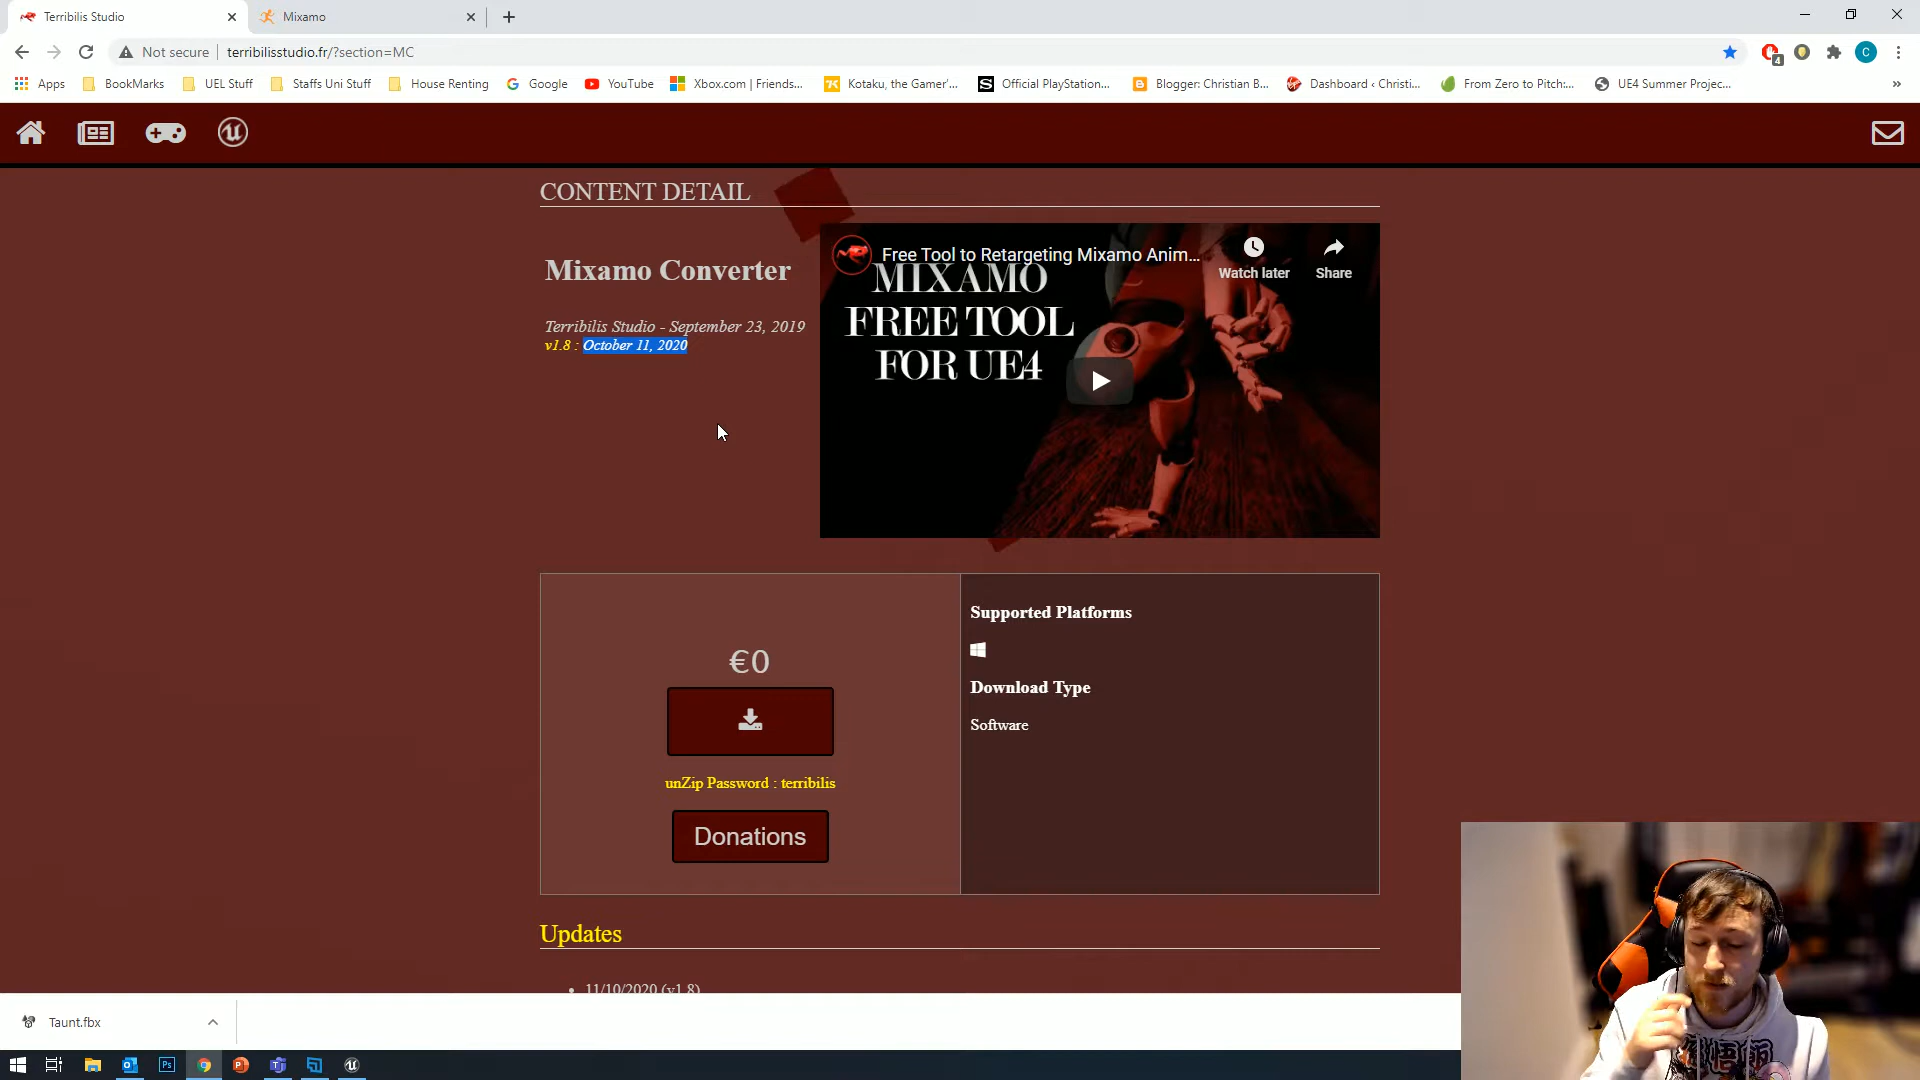 Terribilis Studio
Mixamo
Not secure
terribilisstudio.fr/?section=MC
4
C
Apps
BookMarks
UEL Stuff
Staffs Uni Stuff
House Renting
Google
YouTube
Xbox.com | Friends...
Kotaku, the Gamer'...
Official PlayStation...
Blogger: Christian B...
Dashboard ‹ Christi...
From Zero to Pitch:...
UE4 Summer Projec...
»
CONTENT DETAIL
Mixamo Converter
Terribilis Studio - September 23, 2019
v1.8 : October 11, 2020
Free Tool to Retargeting Mixamo Anim...
Watch later
Share
MIXAMO
FREE TOOL
FOR UE4
€0
unZip Password : terribilis
Donations
Supported Platforms
Download Type
Software
Updates
11/10/2020 (v1.8)
Taunt.fbx
Ps